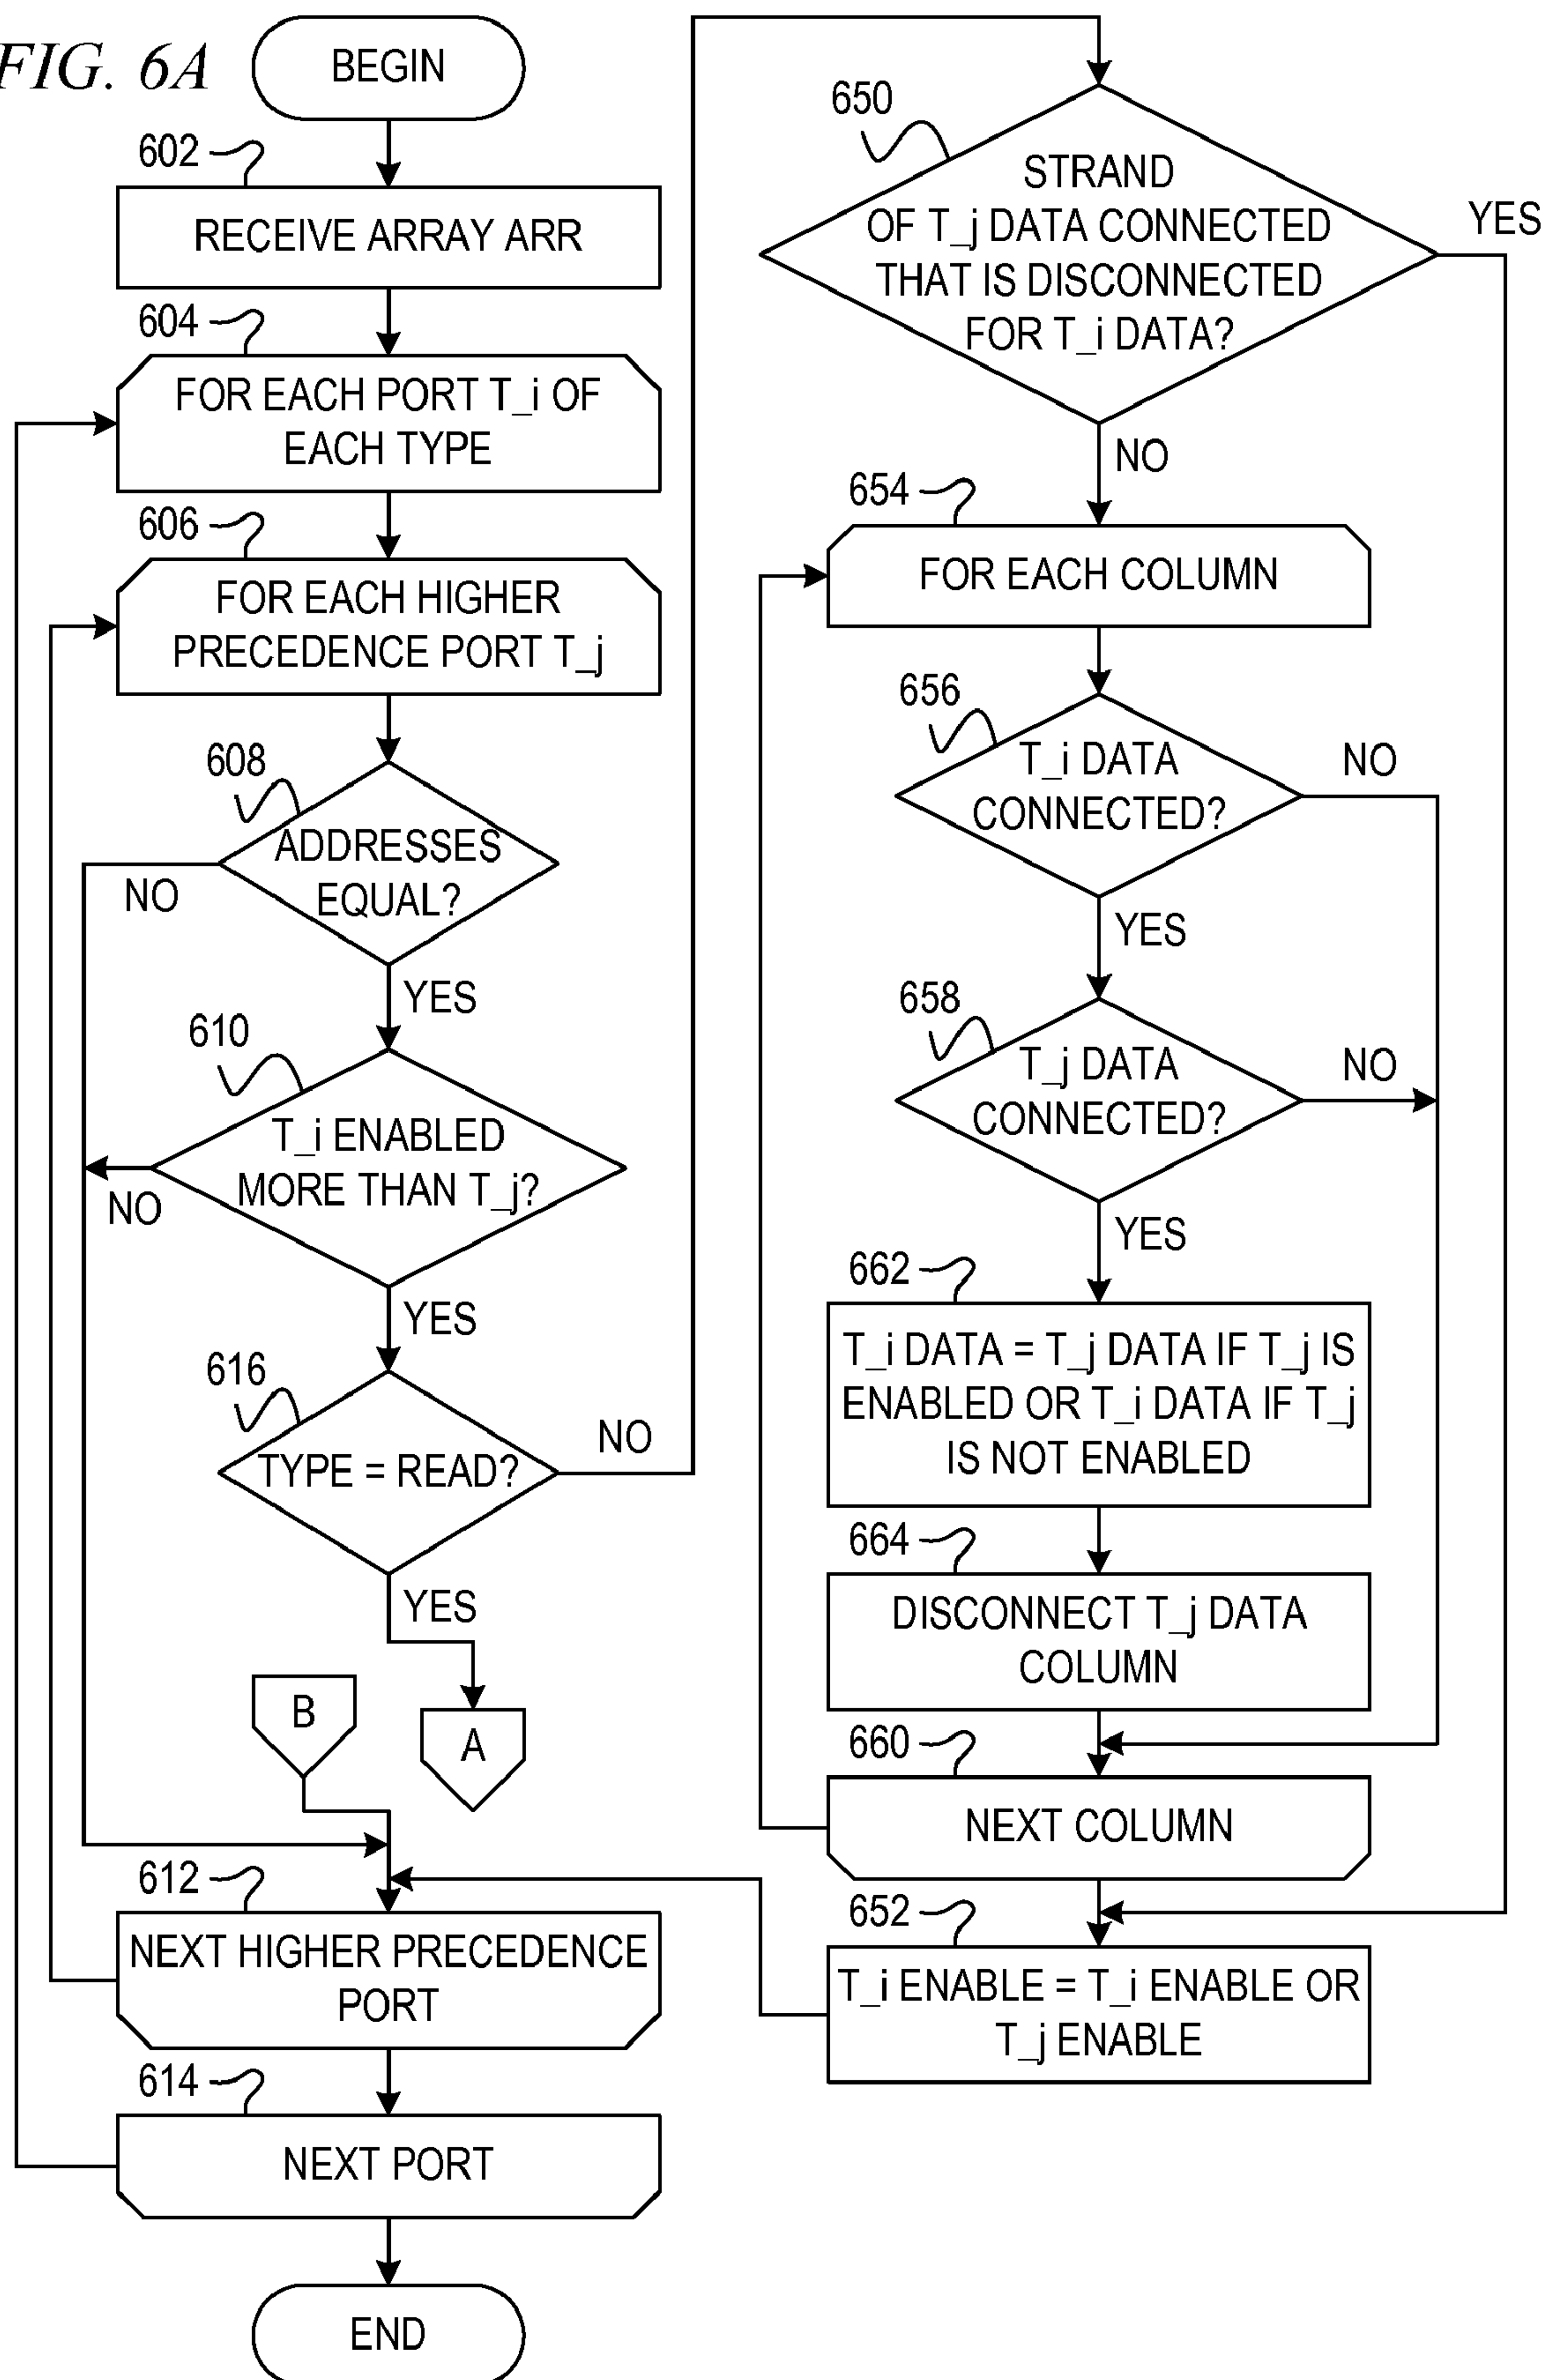 FIG. 6A
BEGIN
602
RECEIVE ARRAY ARR
604
FOR EACH PORT T_i OF
EACH TYPE
606
FOR EACH HIGHER
PRECEDENCE PORT T_j
608
ADDRESSES
EQUAL?
NO
YES
610
T_i ENABLED
MORE THAN T_j?
NO
YES
616
TYPE = READ?
NO
YES
B
A
612
NEXT HIGHER PRECEDENCE
PORT
614
NEXT PORT
END
650
STRAND
OF T_j DATA CONNECTED
THAT IS DISCONNECTED
FOR T_i DATA?
YES
NO
654
FOR EACH COLUMN
656
T_i DATA
CONNECTED?
NO
YES
658
T_j DATA
CONNECTED?
NO
YES
662
T_i DATA = T_j DATA IF T_j IS
ENABLED OR T_i DATA IF T_j
IS NOT ENABLED
664
DISCONNECT T_j DATA
COLUMN
660
NEXT COLUMN
652
T_i ENABLE = T_i ENABLE OR
T_j ENABLE